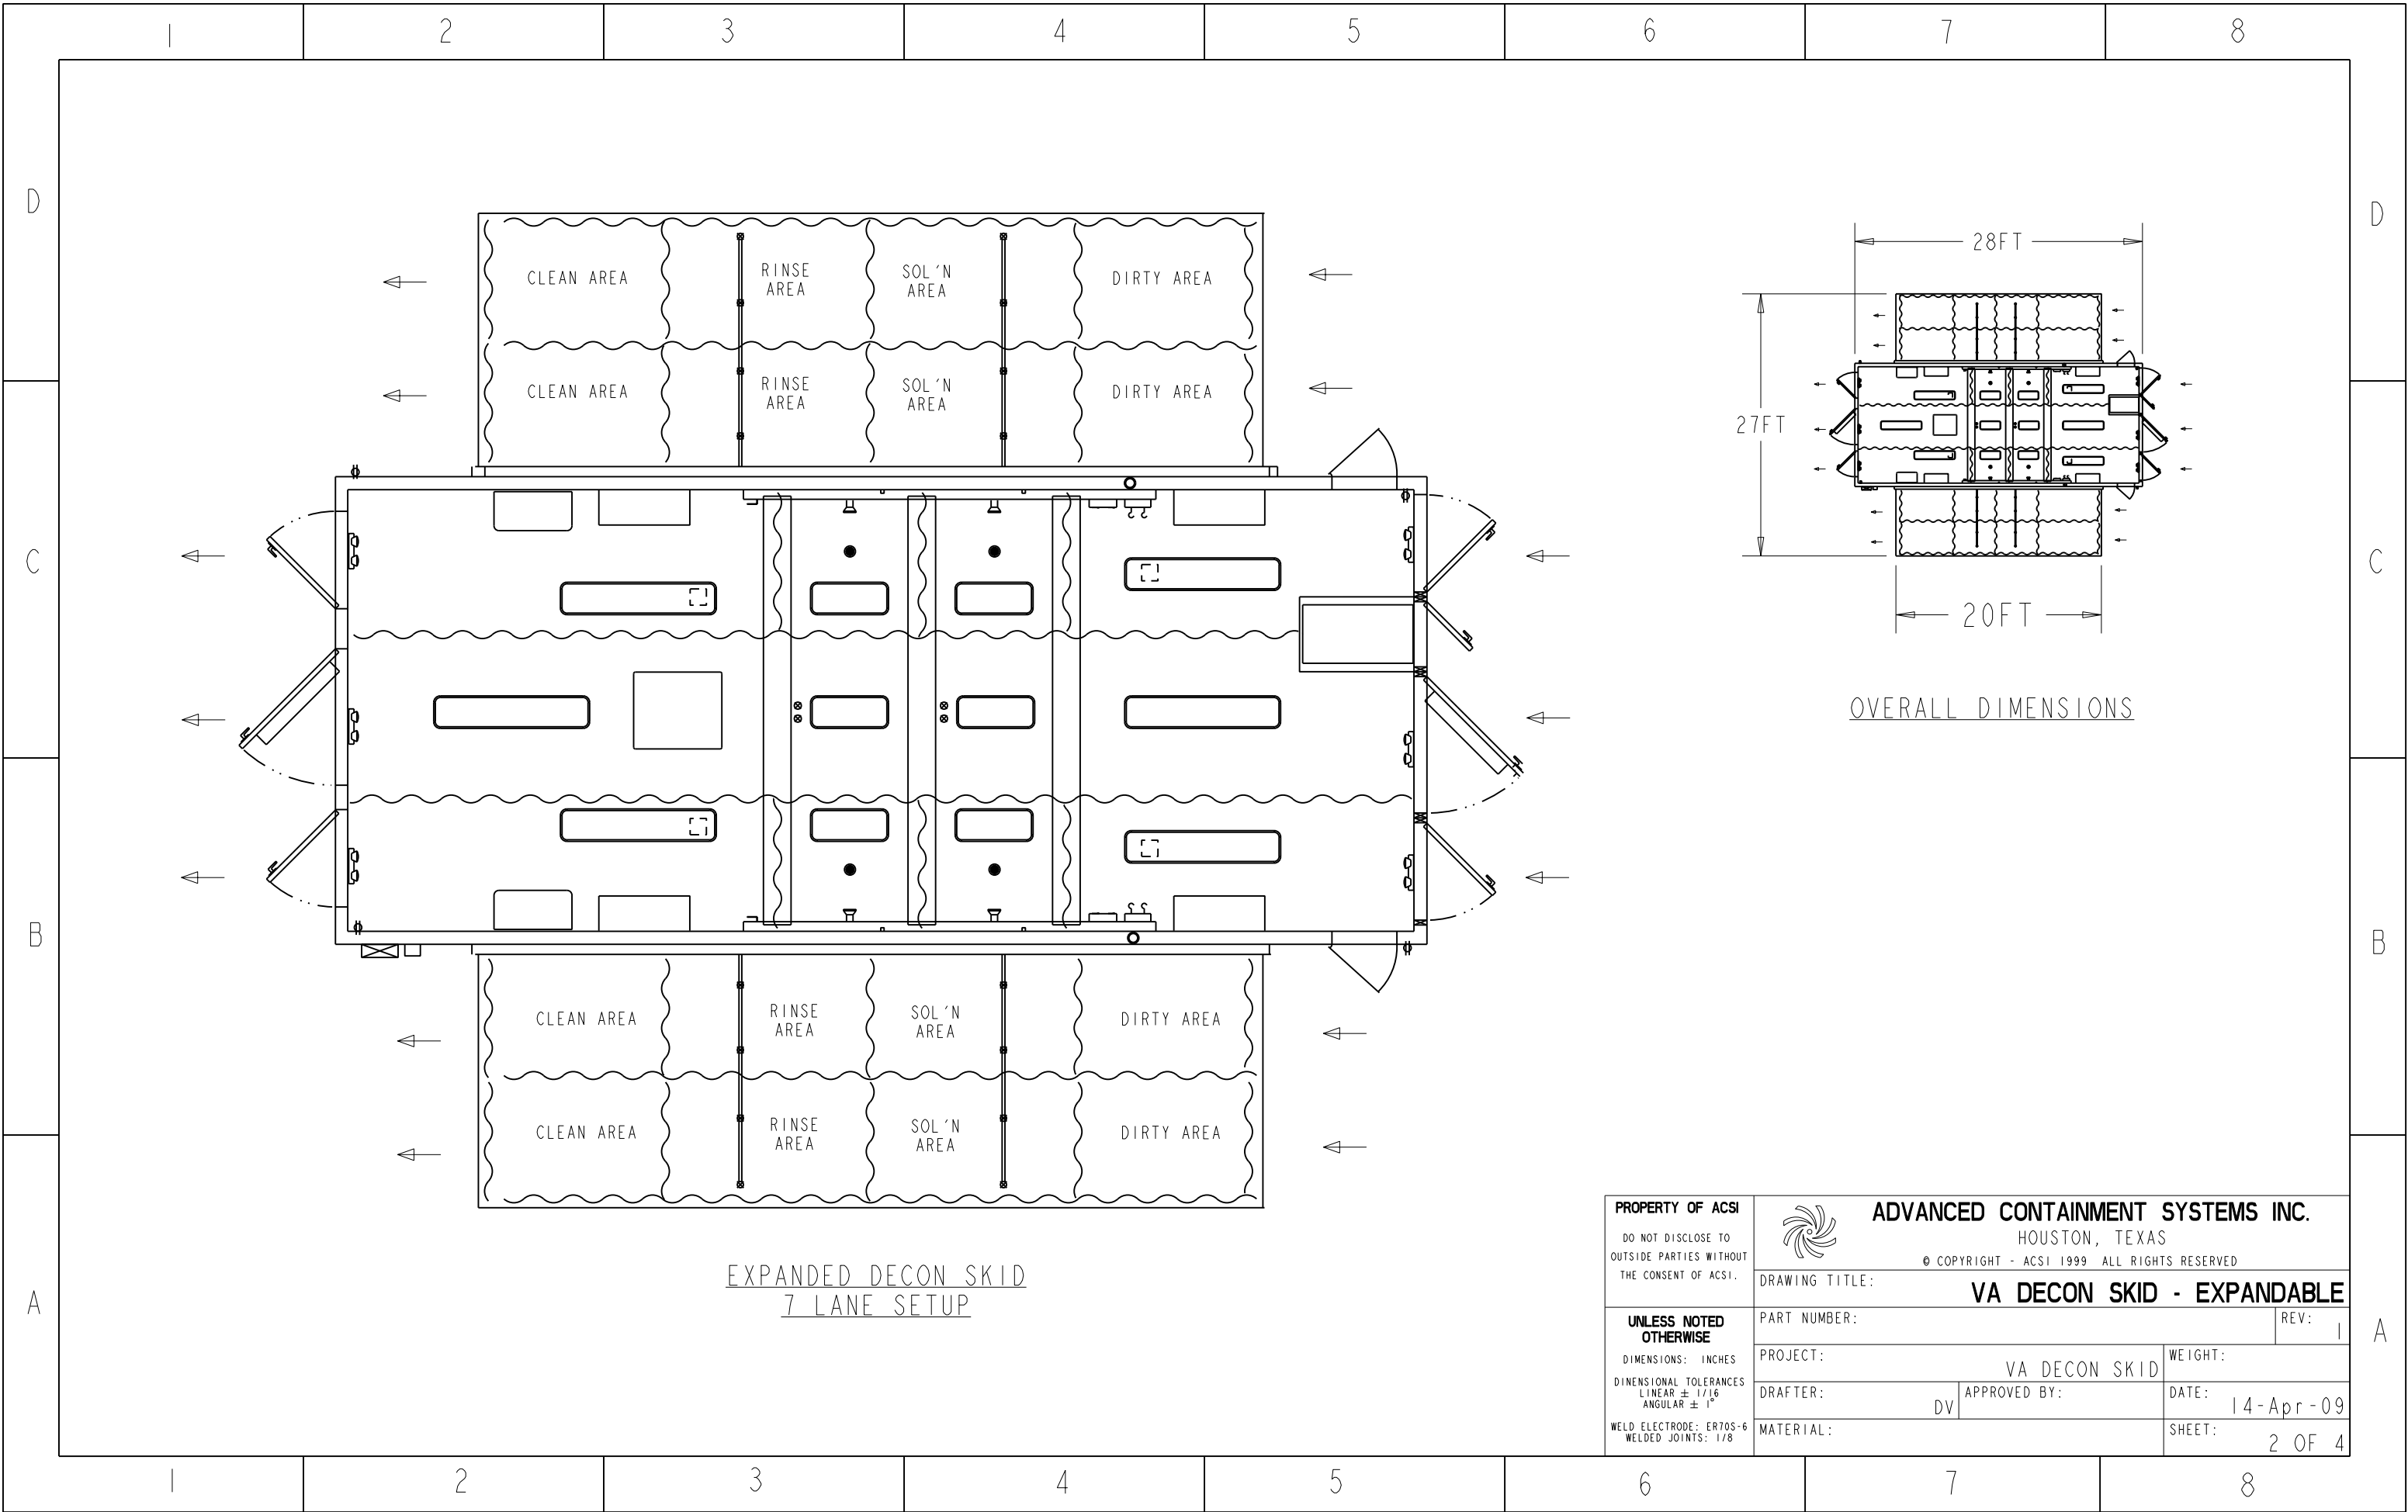 1 2 3 4 5 6 7 8
D
D
28FT
CLEAN AREA RINSE AREA SOL'N AREA DIRTY AREA
CLEAN AREA RINSE AREA SOL'N AREA DIRTY AREA
27FT
C
C
20FT
OVERALL DIMENSIONS
B
B
CLEAN AREA RINSE AREA SOL'N AREA DIRTY AREA
CLEAN AREA RINSE AREA SOL'N AREA DIRTY AREA
EXPANDED DECON SKID
7 LANE SETUP
A
A
PROPERTY OF ACSI
DO NOT DISCLOSE TO
OUTSIDE PARTIES WITHOUT
THE CONSENT OF ACSI.
UNLESS NOTED
OTHERWISE
DIMENSIONS: INCHES
DINENSIONAL TOLERANCES
LINEAR ± 1/16
ANGULAR ± 1°
WELD ELECTRODE: ER70S-6
WELDED JOINTS: 1/8
ADVANCED CONTAINMENT SYSTEMS INC.
HOUSTON, TEXAS
© COPYRIGHT - ACSI 1999 ALL RIGHTS RESERVED
DRAWING TITLE:
VA DECON SKID - EXPANDABLE
PART NUMBER:
REV: 1
PROJECT: VA DECON SKID
WEIGHT:
DRAFTER: DV
APPROVED BY:
DATE: 14-Apr-09
MATERIAL:
SHEET: 2 OF 4
1 2 3 4 5 6 7 8